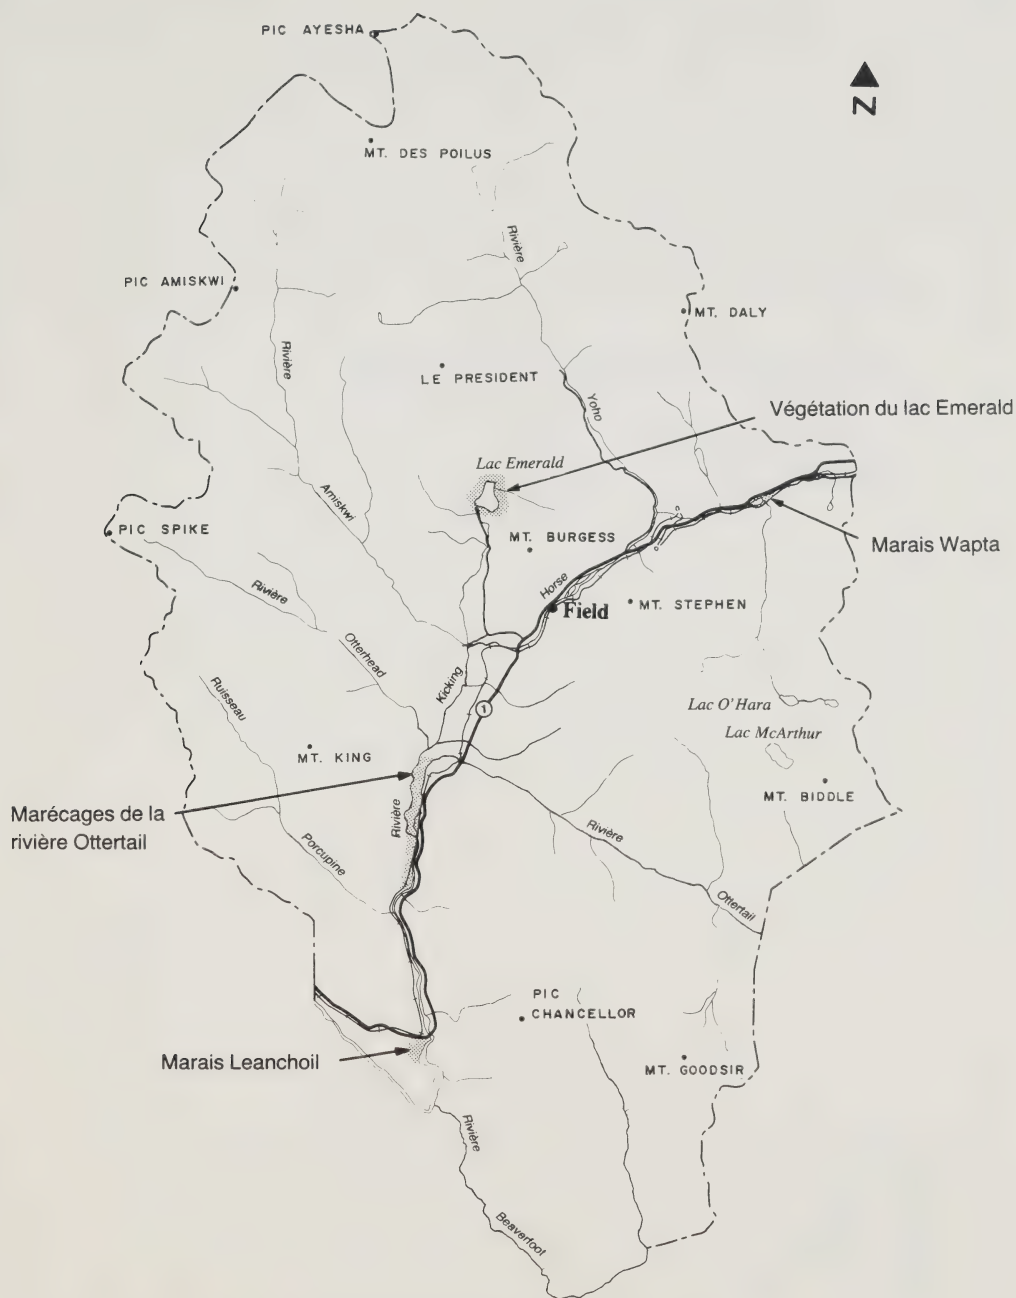 PIC AYESHA
N
MT. DES POILUS
Rivière
PIC AMISKWI
MT. DALY
Rivière
LE PRESIDENT
Yoho
Végétation du lac Emerald
Lac Emerald
Amiskwi
PIC SPIKE
MT. BURGESS
Marais Wapta
Horse
Rivière
Field
MT. STEPHEN
Otterhead
Kicking
Ruisseau
Lac O'Hara
1
Lac McArthur
MT. KING
MT. BIDDLE
Marécages de la
rivière Ottertail
Rivière
Rivière
Porcupine
Ottertail
PIC
CHANCELLOR
Marais Leanchoil
MT. GOODSIR
Rivière
Beaverfoot